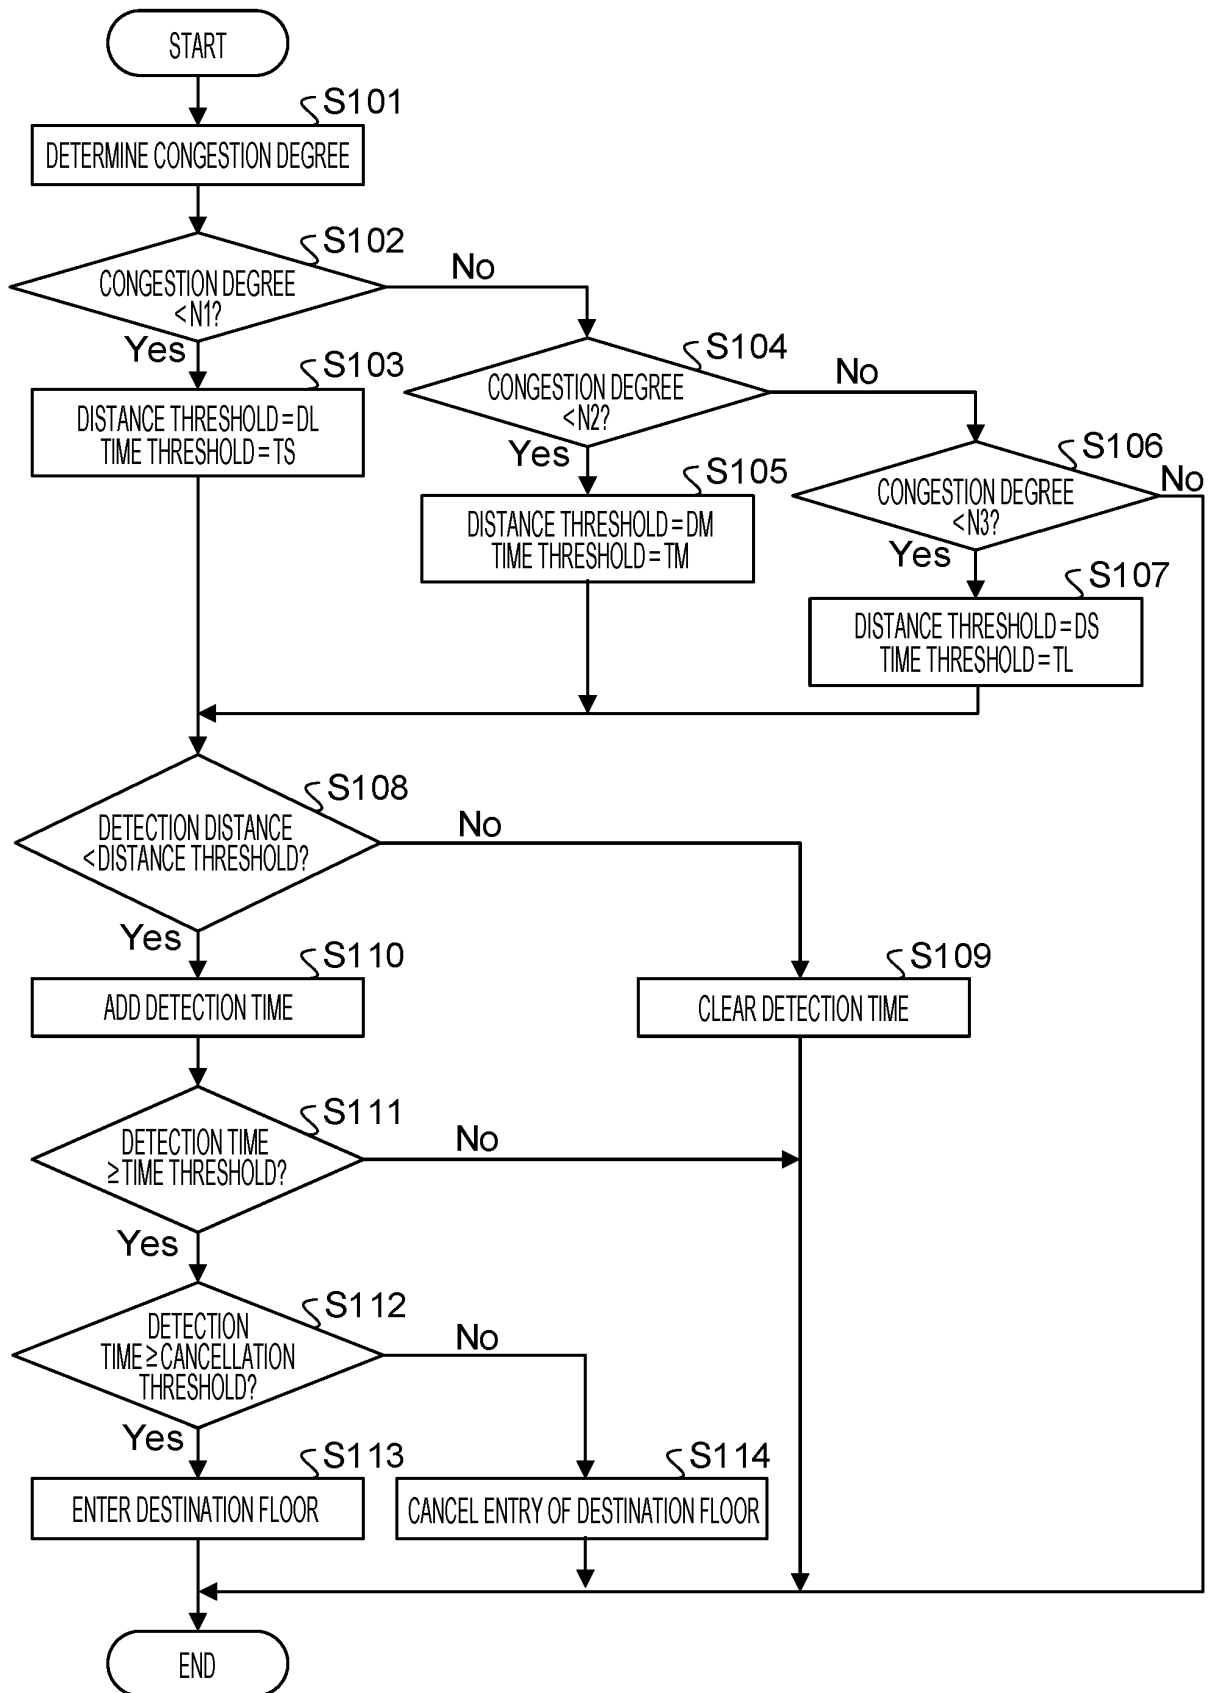 START
S101
DETERMINE CONGESTION DEGREE
S102
CONGESTION DEGREE
<N1?
No
Yes
S103
DISTANCE THRESHOLD=DL
TIME THRESHOLD=TS
S104
CONGESTION DEGREE
<N2?
No
Yes
S105
DISTANCE THRESHOLD=DM
TIME THRESHOLD=TM
S106
CONGESTION DEGREE
<N3?
No
Yes
S107
DISTANCE THRESHOLD=DS
TIME THRESHOLD=TL
S108
DETECTION DISTANCE
<DISTANCE THRESHOLD?
No
Yes
S110
ADD DETECTION TIME
S109
CLEAR DETECTION TIME
S111
DETECTION TIME
≥TIME THRESHOLD?
No
Yes
S112
DETECTION
TIME≥CANCELLATION
THRESHOLD?
No
Yes
S113
ENTER DESTINATION FLOOR
S114
CANCEL ENTRY OF DESTINATION FLOOR
END